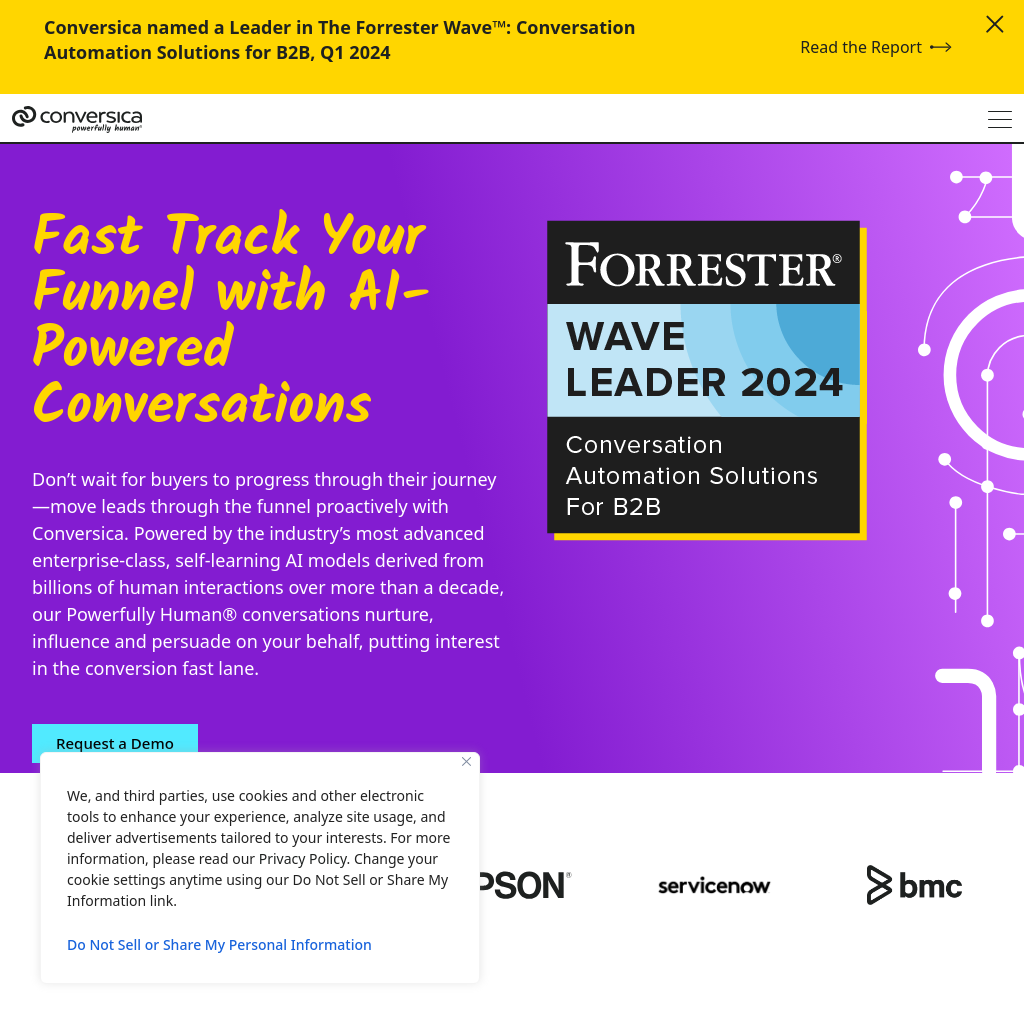 Conversica named a Leader in The Forrester Wave™: Conversation
Automation Solutions for B2B, Q1 2024
Read the Report
conversica
powerfully human®
Fast Track Your
Funnel with AI-
Powered
Conversations
Don’t wait for buyers to progress through their journey
—move leads through the funnel proactively with
Conversica. Powered by the industry’s most advanced
enterprise-class, self-learning AI models derived from
billions of human interactions over more than a decade,
our Powerfully Human® conversations nurture,
influence and persuade on your behalf, putting interest
in the conversion fast lane.
Request a Demo
FORRESTER®
WAVE
LEADER 2024
Conversation
Automation Solutions
For B2B
We, and third parties, use cookies and other electronic
tools to enhance your experience, analyze site usage, and
deliver advertisements tailored to your interests. For more
information, please read our Privacy Policy. Change your
cookie settings anytime using our Do Not Sell or Share My
Information link.
Do Not Sell or Share My Personal Information
PSON®
servicenow
bmc